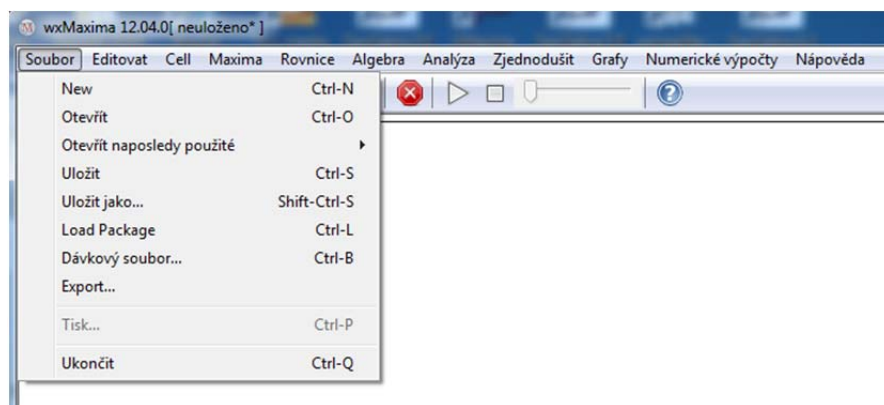 wxMaxima 12.04.0[ neuloženo* ]
Soubor Editovat Cell Maxima Rovnice Algebra Analýza Zjednodušit Grafy Numerické výpočty Nápověda
New Ctrl-N
Otevřít Ctrl-O
Otevřít naposledy použité
Uložit Ctrl-S
Uložit jako... Shift-Ctrl-S
Load Package Ctrl-L
Dávkový soubor... Ctrl-B
Export...
Tisk... Ctrl-P
Ukončit Ctrl-Q